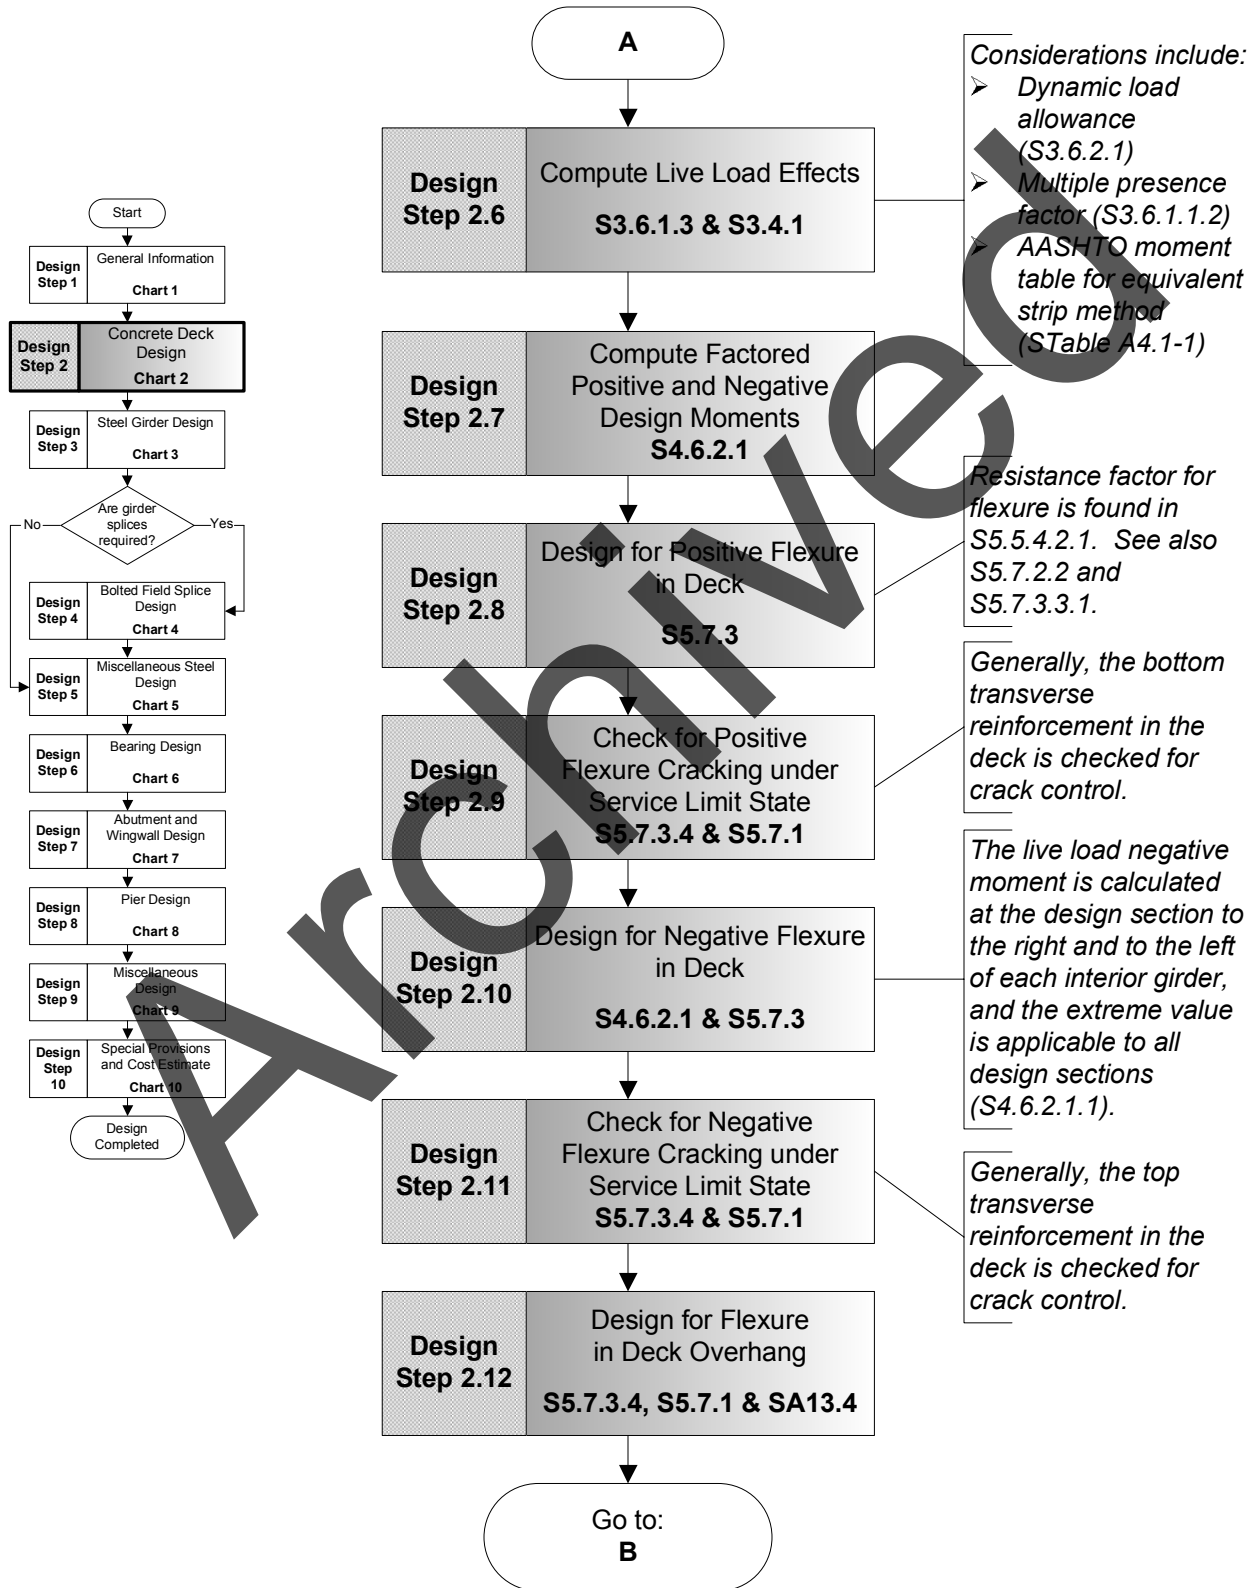 Start
Design
Step 1
General Information
Chart 1
Design
Step 2
Concrete Deck
Design
Chart 2
Design
Step 3
Steel Girder Design
Chart 3
Are girder
splices
required?
No
Yes
Design
Step 4
Bolted Field Splice
Design
Chart 4
Design
Step 5
Miscellaneous Steel
Design
Chart 5
Design
Step 6
Bearing Design
Chart 6
Design
Step 7
Abutment and
Wingwall Design
Chart 7
Design
Step 8
Pier Design
Chart 8
Design
Step 9
Miscellaneous
Design
Chart 9
Design
Step
10
Special Provisions
and Cost Estimate
Chart 10
Design
Completed
A
Design
Step 2.6
Compute Live Load Effects
S3.6.1.3 & S3.4.1
Design
Step 2.7
Compute Factored
Positive and Negative
Design Moments
S4.6.2.1
Design
Step 2.8
Design for Positive Flexure
in Deck
S5.7.3
Design
Step 2.9
Check for Positive
Flexure Cracking under
Service Limit State
S5.7.3.4 & S5.7.1
Design
Step 2.10
Design for Negative Flexure
in Deck
S4.6.2.1 & S5.7.3
Design
Step 2.11
Check for Negative
Flexure Cracking under
Service Limit State
S5.7.3.4 & S5.7.1
Design
Step 2.12
Design for Flexure
in Deck Overhang
S5.7.3.4, S5.7.1 & SA13.4
Go to:
B
Considerations include:
➢ Dynamic load
allowance
(S3.6.2.1)
➢ Multiple presence
factor (S3.6.1.1.2)
➢ AASHTO moment
table for equivalent
strip method
(STable A4.1-1)
Resistance factor for
flexure is found in
S5.5.4.2.1. See also
S5.7.2.2 and
S5.7.3.3.1.
Generally, the bottom
transverse
reinforcement in the
deck is checked for
crack control.
The live load negative
moment is calculated
at the design section to
the right and to the left
of each interior girder,
and the extreme value
is applicable to all
design sections
(S4.6.2.1.1).
Generally, the top
transverse
reinforcement in the
deck is checked for
crack control.
Archived